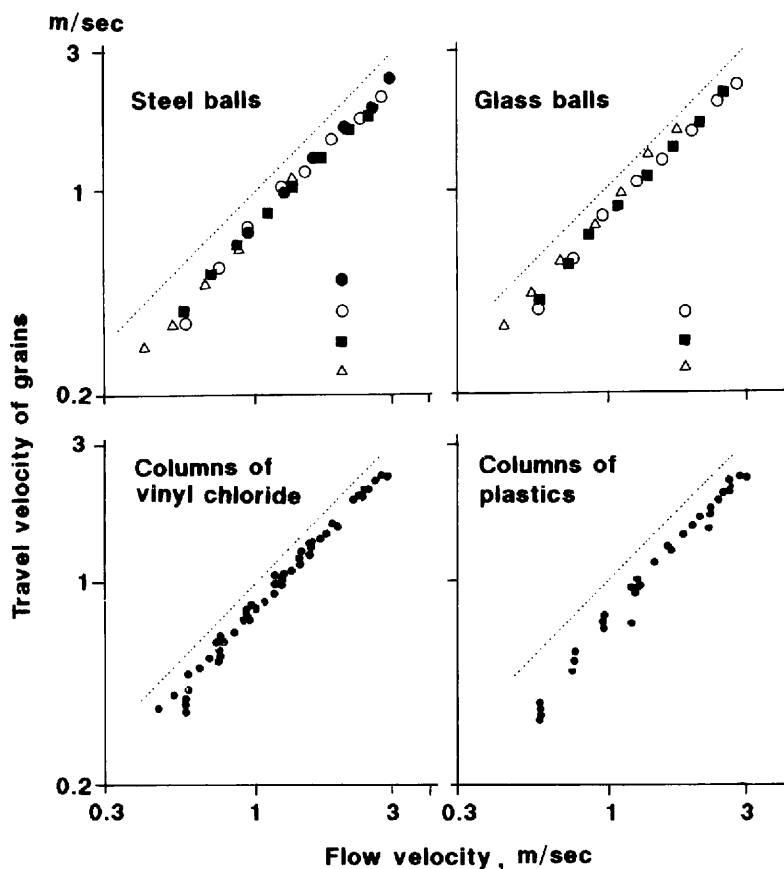 m/sec
3
Steel balls
Glass balls
1
0.2
3
Columns of
vinyl chloride
Columns of
plastics
1
0.2
0.3
1
3
0.3
1
3
Travel velocity of grains
Flow velocity, m/sec